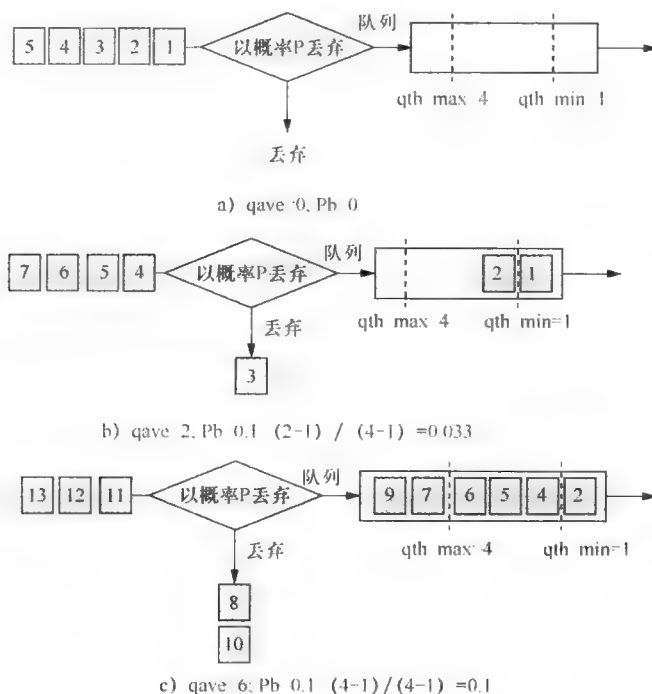 队列
5 4 3 2 1 以概率P丢弃
qth max 4 qth min 1
丢弃
a) qave 0, Pb 0
队列
7 6 5 4 以概率P丢弃 2 1
qth max 4 qth min=1
丢弃
3
b) qave 2, Pb 0.1 (2-1) / (4-1) =0.033
队列
13 12 11 以概率P丢弃 9 7 6 5 4 2
qth max 4 qth min=1
丢弃
8
10
c) qave 6; Pb 0.1 (4-1)/(4-1) =0.1